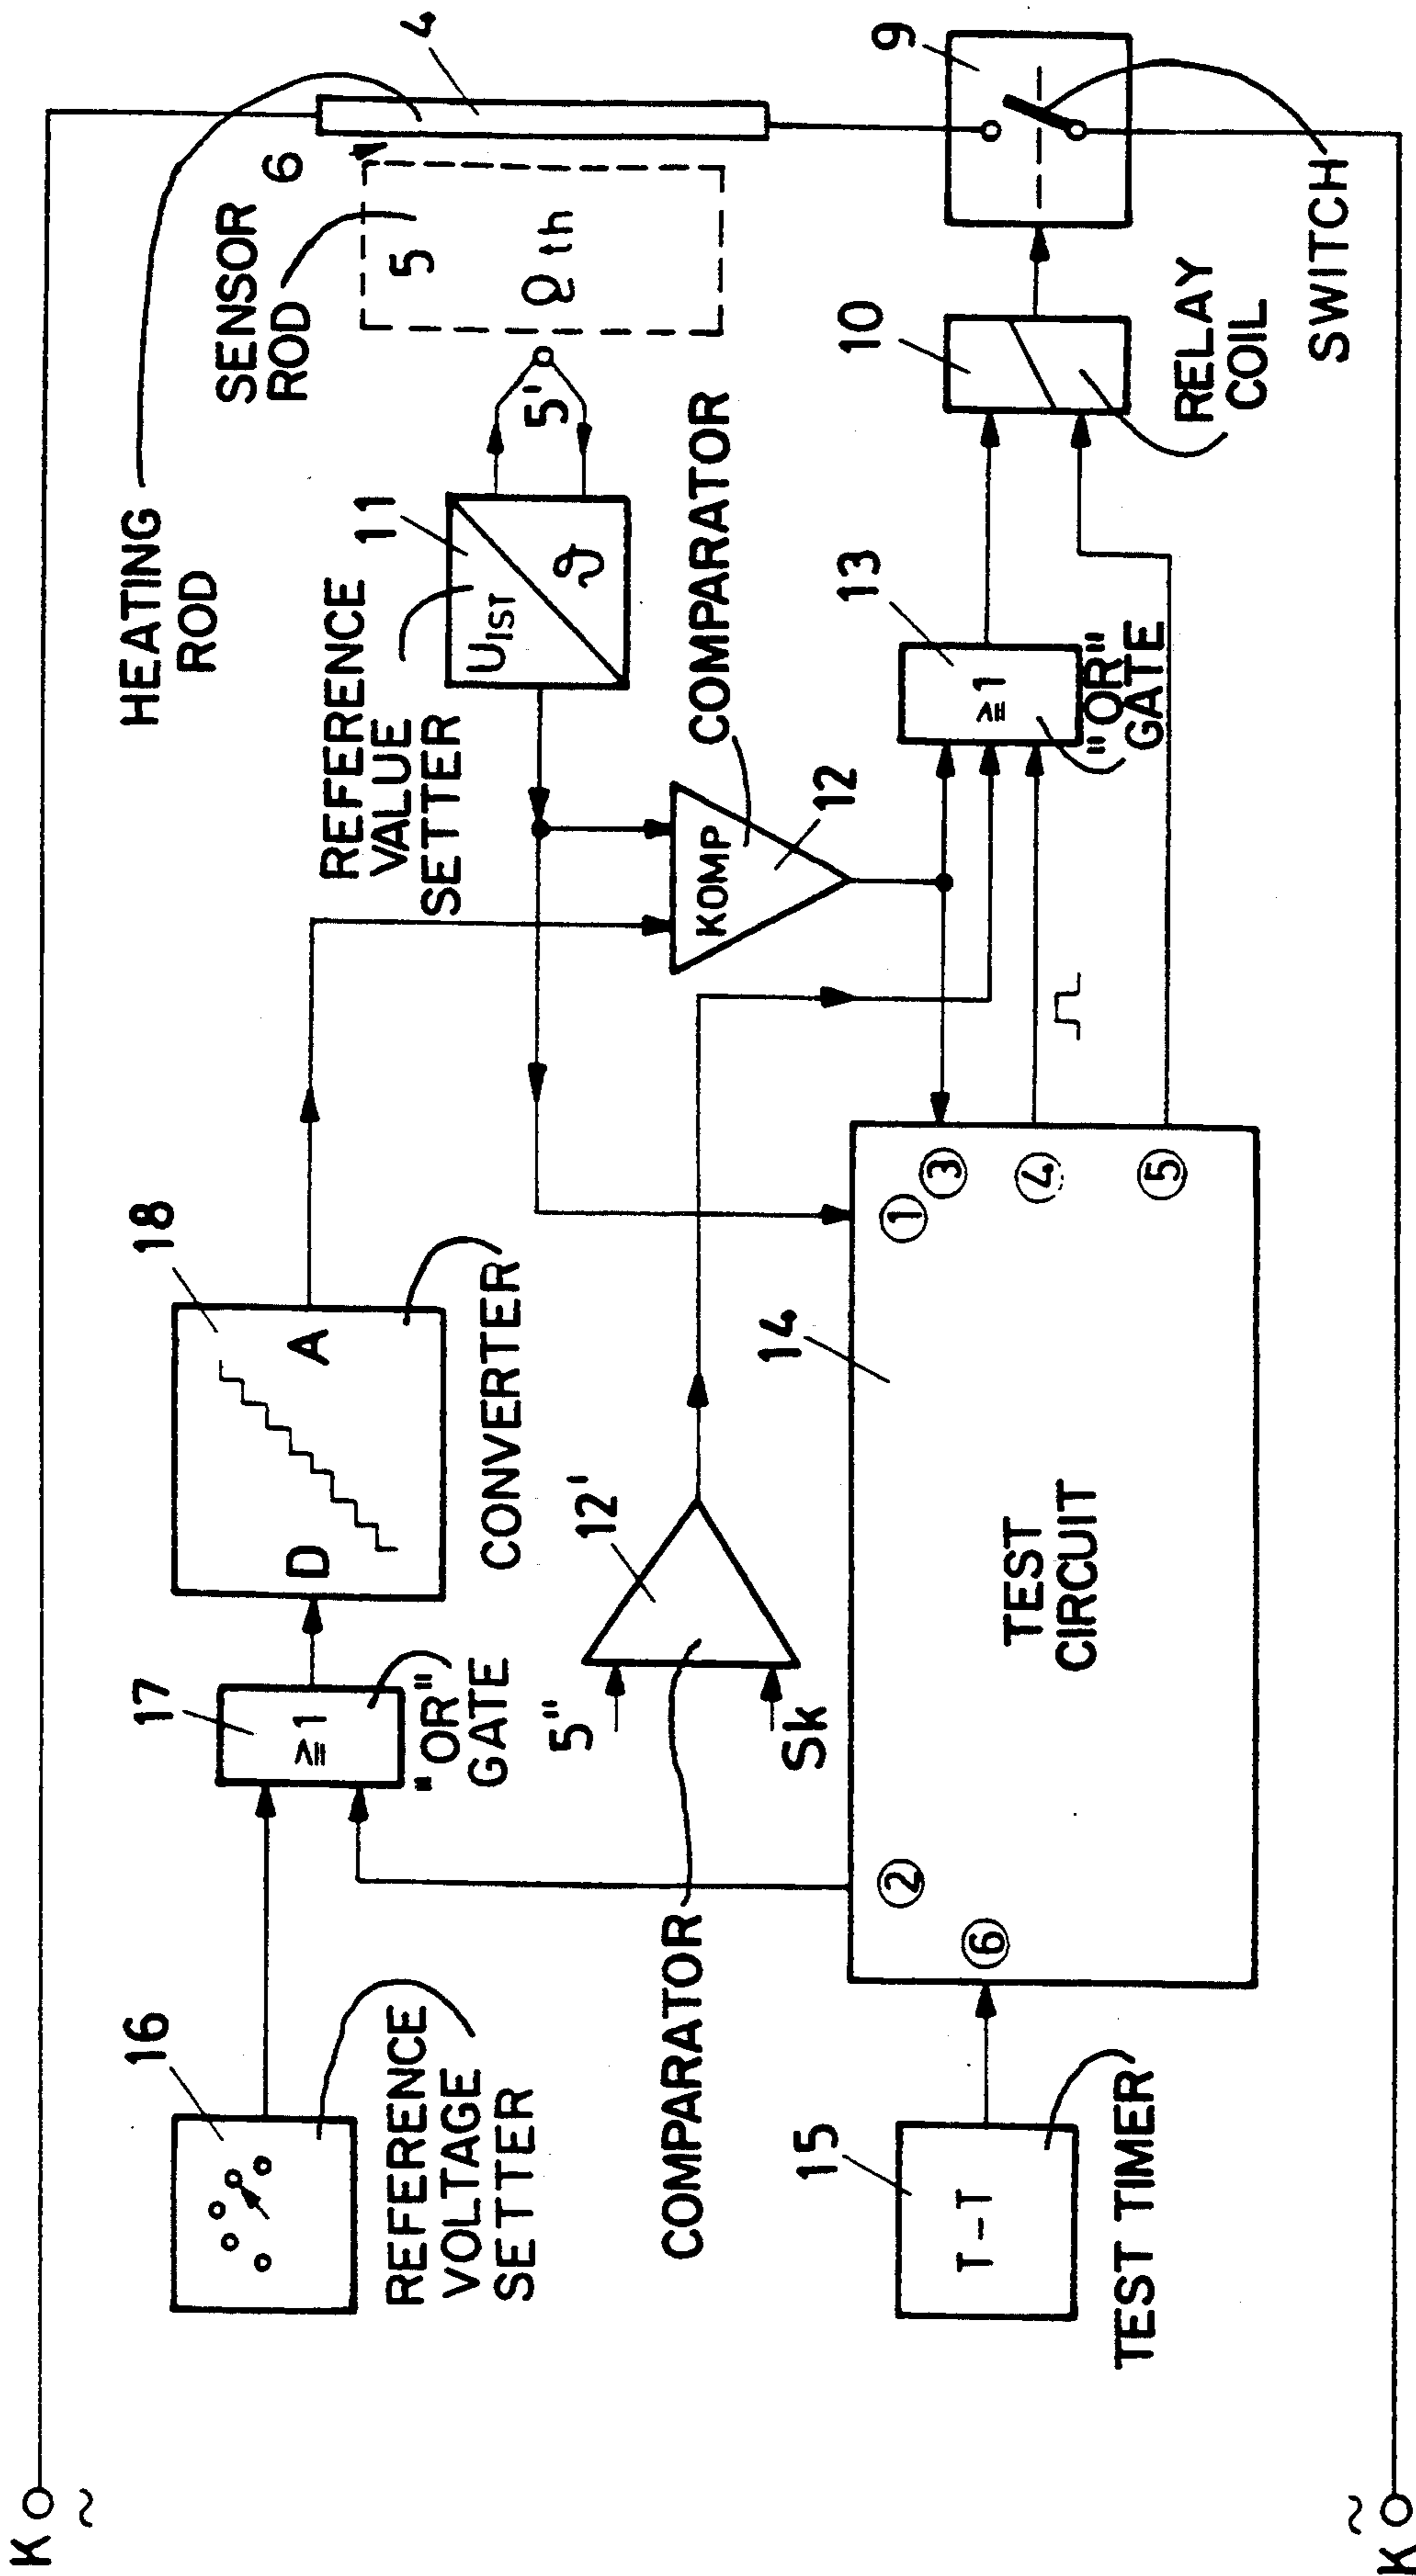 K
~
16
REFERENCE
VOLTAGE
SETTER
17
≥1
"OR"
GATE
18
D
A
CONVERTER
HEATING
ROD
SENSOR
ROD
6
4
5
ϑth
5'
11
UIST
ϑ
REFERENCE
VALUE
SETTER
COMPARATOR
KOMP
12
12'
5"
Sk
COMPARATOR
13
≥1
"OR"
GATE
10
RELAY
COIL
9
SWITCH
14
TEST
CIRCUIT
①
②
③
④
⑤
⑥
15
T-T
TEST TIMER
~
K